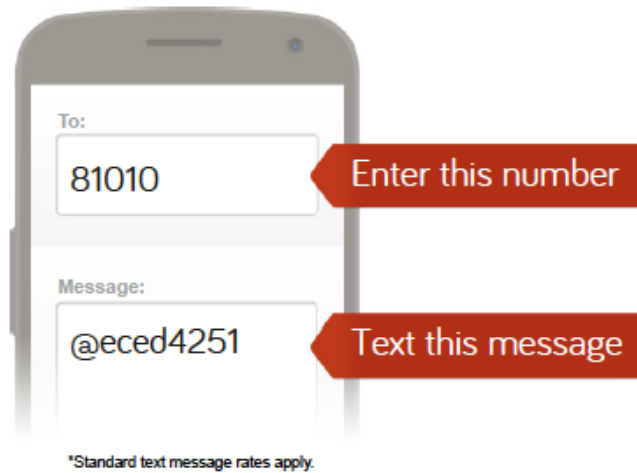 To:
81010
Enter this number
Message:
@eced4251
Text this message
*Standard text message rates apply.